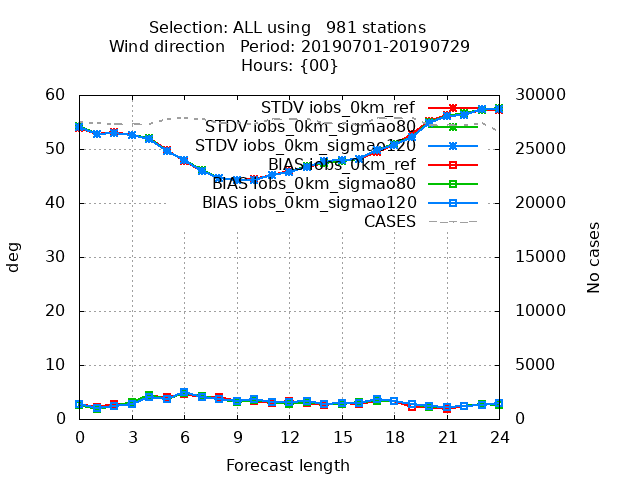 Selection: ALL using   981 stations
Wind direction   Period: 20190701-20190729
Hours: {00}
STDV iobs_0km_ref
STDV iobs_0km_sigmao80
STDV iobs_0km_sigmao120
BIAS iobs_0km_ref
BIAS iobs_0km_sigmao80
BIAS iobs_0km_sigmao120
CASES
deg
60
50
40
30
20
10
0
30000
25000
20000
15000
10000
5000
0
No cases
0 3 6 9 12 15 18 21 24
Forecast length